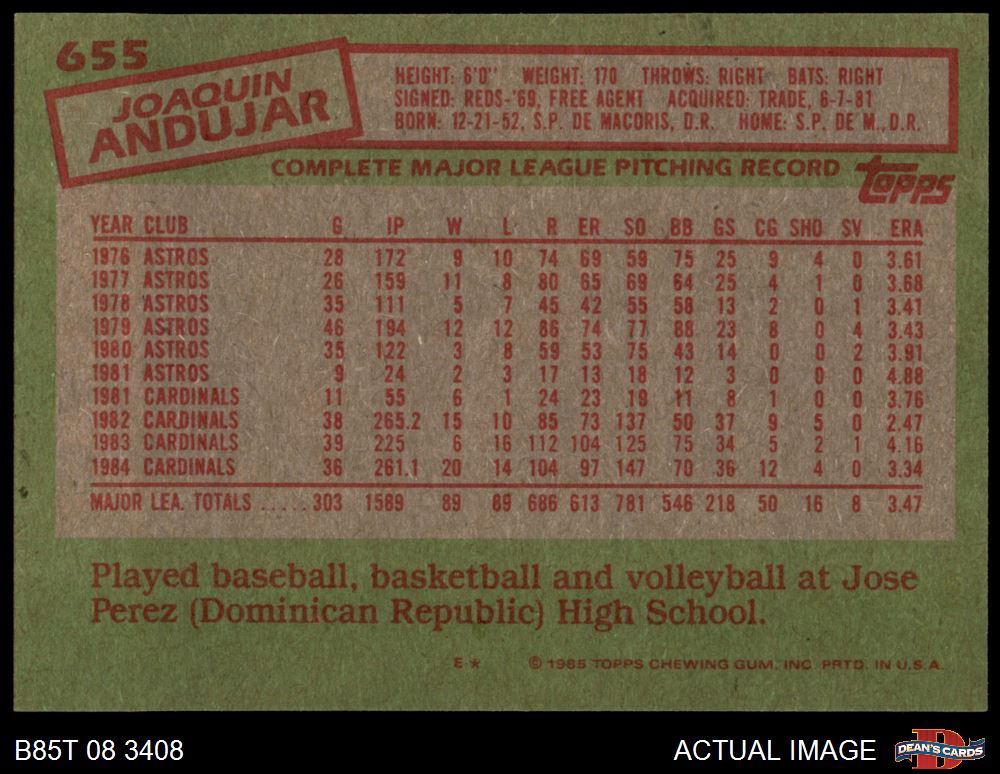 655
JOAQUIN
ANDUJAR
HEIGHT: 6'0" WEIGHT: 170 THROWS: RIGHT BATS: RIGHT
SIGNED: REDS-'69, FREE AGENT ACQUIRED: TRADE, 6-7-81
BORN: 12-21-52, S.P. DE MACORIS, D.R. HOME: S.P. DE M., D.R.
COMPLETE MAJOR LEAGUE PITCHING RECORD
topps
YEAR CLUB G IP W L R ER SO BB GS CG SHO SV ERA
1976 ASTROS 28 172 9 10 74 69 59 75 25 9 4 0 3.61
1977 ASTROS 26 159 11 8 80 65 69 64 25 4 1 0 3.68
1978 ASTROS 35 111 5 7 45 42 55 58 13 2 0 1 3.41
1979 ASTROS 46 194 12 12 86 74 77 88 23 8 0 4 3.43
1980 ASTROS 35 122 3 8 59 53 75 43 14 0 0 2 3.91
1981 ASTROS 9 24 2 3 17 13 18 12 3 0 0 0 4.88
1981 CARDINALS 11 55 6 1 24 23 19 11 8 1 0 0 3.76
1982 CARDINALS 38 265.2 15 10 85 73 137 50 37 9 5 0 2.47
1983 CARDINALS 39 225 6 16 112 104 125 75 34 5 2 1 4.16
1984 CARDINALS 36 261.1 20 14 104 97 147 70 36 12 4 0 3.34
MAJOR LEA. TOTALS ..... 303 1589 89 89 686 613 781 546 218 50 16 8 3.47
Played baseball, basketball and volleyball at Jose
Perez (Dominican Republic) High School.
E * © 1985 TOPPS CHEWING GUM, INC. PRTD. IN U.S.A.
B85T 08 3408 ACTUAL IMAGE DEAN'S CARDS